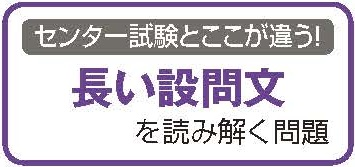 センター試験とここが違う!
長い設問文
を読み解く問題